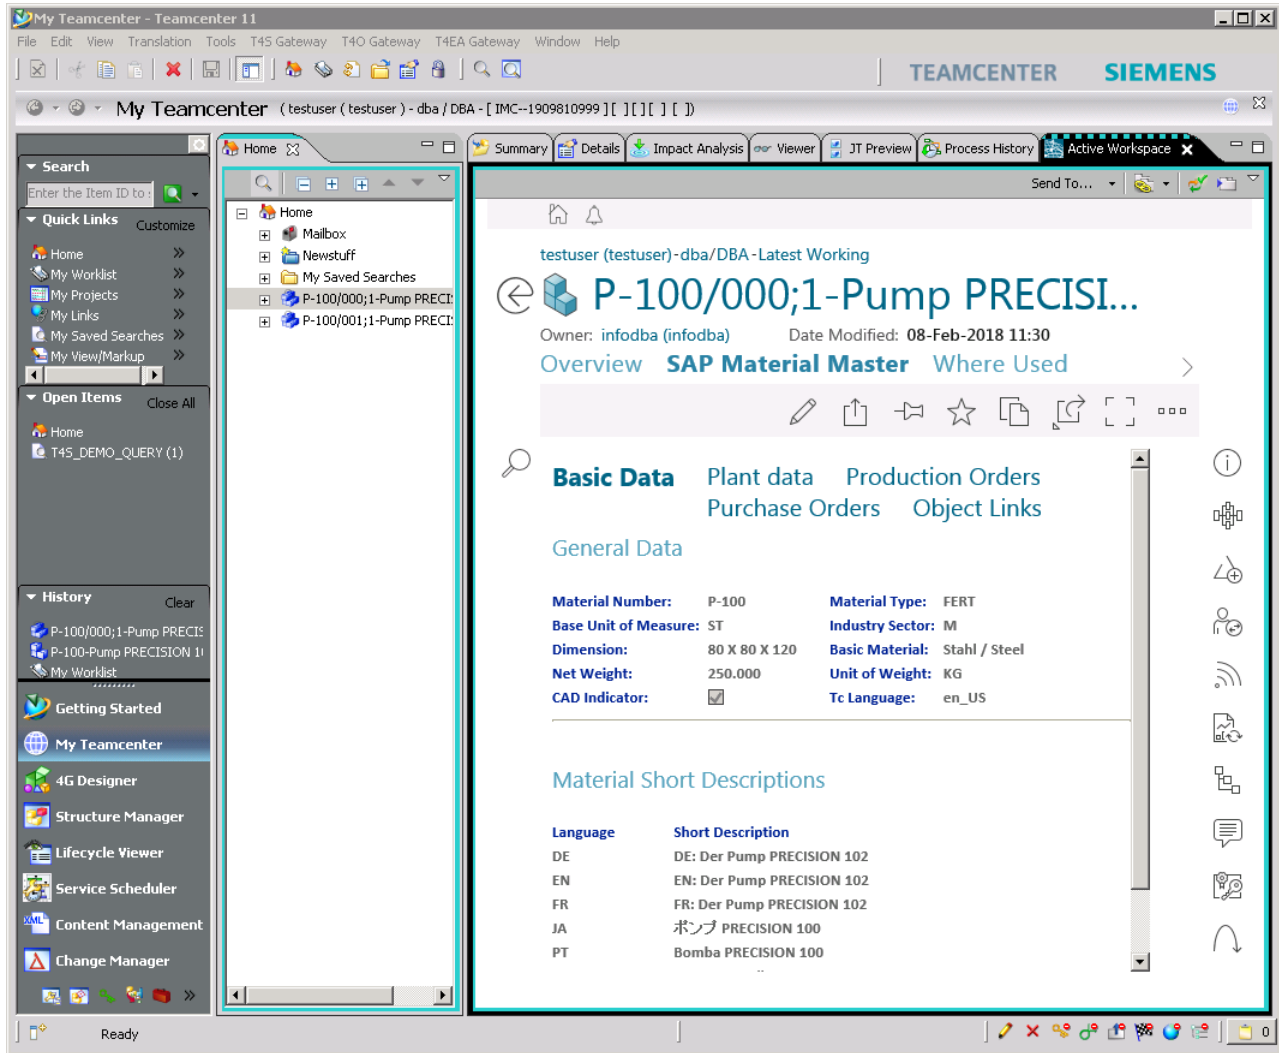 My Teamcenter - Teamcenter 11
File Edit View Translation Tools T4S Gateway T4O Gateway T4EA Gateway Window Help
TEAMCENTER SIEMENS
My Teamcenter ( testuser ( testuser ) - dba / DBA - [ IMC--1909810999 ][ ][ ][ ] [ ])
Search
Enter the Item ID to
Quick Links Customize
Home
My Worklist
My Projects
My Links
My Saved Searches
My View/Markup
Open Items Close All
Home
T4S_DEMO_QUERY (1)
History Clear
P-100/000;1-Pump PRECIS
P-100-Pump PRECISION 1
My Worklist
Getting Started
My Teamcenter
4G Designer
Structure Manager
Lifecycle Viewer
Service Scheduler
Content Management
Change Manager
Home
Home
Mailbox
Newstuff
My Saved Searches
P-100/000;1-Pump PRECI
P-100/001;1-Pump PRECI
Summary Details Impact Analysis Viewer JT Preview Process History Active Workspace
Send To...
testuser (testuser)-dba/DBA-Latest Working
P-100/000;1-Pump PRECISI...
Owner: infodba (infodba) Date Modified: 08-Feb-2018 11:30
Overview SAP Material Master Where Used
Basic Data Plant data Production Orders
Purchase Orders Object Links
General Data
Material Number: P-100 Material Type: FERT
Base Unit of Measure: ST Industry Sector: M
Dimension: 80 X 80 X 120 Basic Material: Stahl / Steel
Net Weight: 250.000 Unit of Weight: KG
CAD Indicator: Tc Language: en_US
Material Short Descriptions
Language Short Description
DE DE: Der Pump PRECISION 102
EN EN: Der Pump PRECISION 102
FR FR: Der Pump PRECISION 102
JA ポンプ PRECISION 100
PT Bomba PRECISION 100
Ready
0